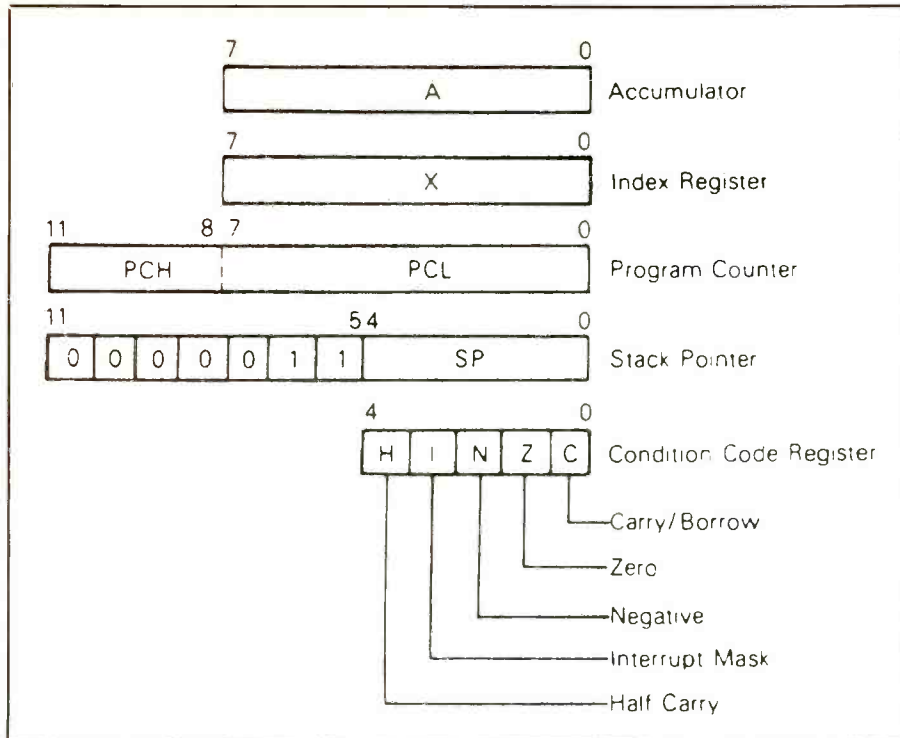 7 0
A Accumulator
7 0
X Index Register
11 8 7 0
PCH PCL Program Counter
11 5 4 0
0 0 0 0 0 1 1 SP Stack Pointer
4 0
H I N Z C Condition Code Register
Carry/Borrow
Zero
Negative
Interrupt Mask
Half Carry